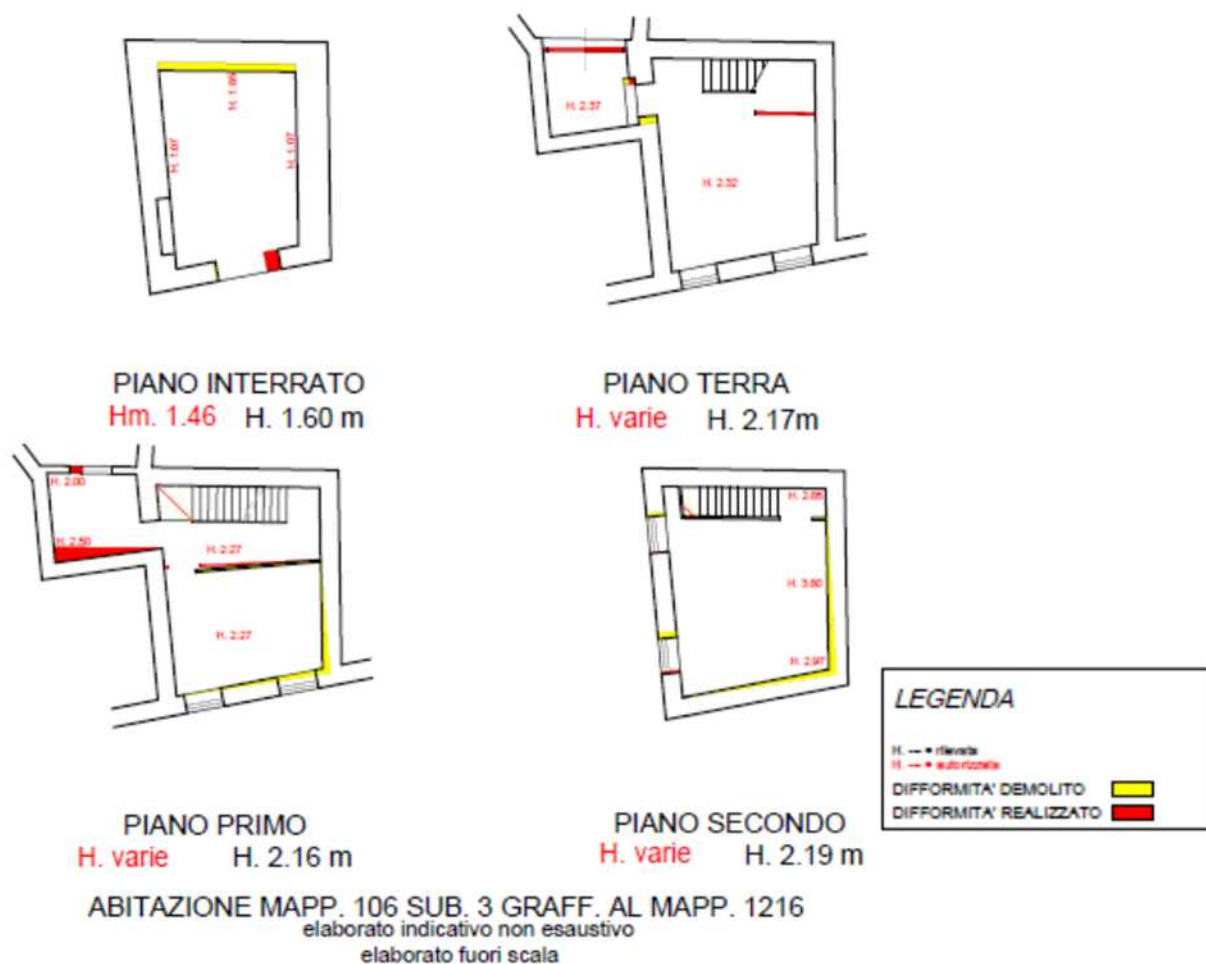 H. 1.65
H. 1.07
H. 1.07
PIANO INTERRATO
Hm. 1.46 H. 1.60 m
H. 2.37
H. 2.32
PIANO TERRA
H. varie H. 2.17m
H. 2.00
H. 2.50
H. 2.27
H. 2.27
PIANO PRIMO
H. varie H. 2.16 m
H. 2.85
H. 3.60
H. 2.97
PIANO SECONDO
H. varie H. 2.19 m
LEGENDA
H. --- = rilevata
H. --- = autorizzata
DIFFORMITA' DEMOLITO
DIFFORMITA' REALIZZATO
ABITAZIONE MAPP. 106 SUB. 3 GRAFF. AL MAPP. 1216
elaborato indicativo non esaustivo
elaborato fuori scala